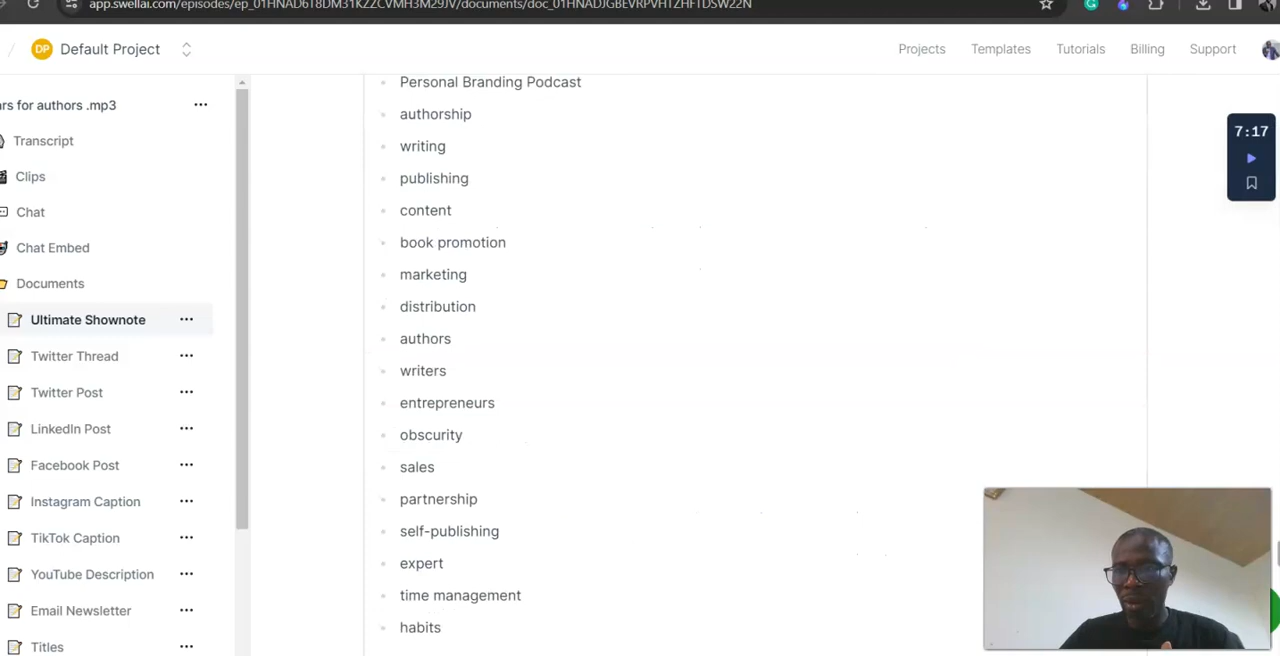 app.swellai.com/episodes/ep_01HNAD6T8DM31KZZCVMH3M29JV/documents/doc_01HNADJGBEVRPVHTZHFTDSW22N
/ DP Default Project
Projects Templates Tutorials Billing Support
rs for authors .mp3 ...
Transcript
Clips
Chat
Chat Embed
Documents
Ultimate Shownote ...
Twitter Thread ...
Twitter Post ...
LinkedIn Post ...
Facebook Post ...
Instagram Caption ...
TikTok Caption ...
YouTube Description ...
Email Newsletter ...
Titles ...
Personal Branding Podcast
authorship
writing
publishing
content
book promotion
marketing
distribution
authors
writers
entrepreneurs
obscurity
sales
partnership
self-publishing
expert
time management
habits
7:17